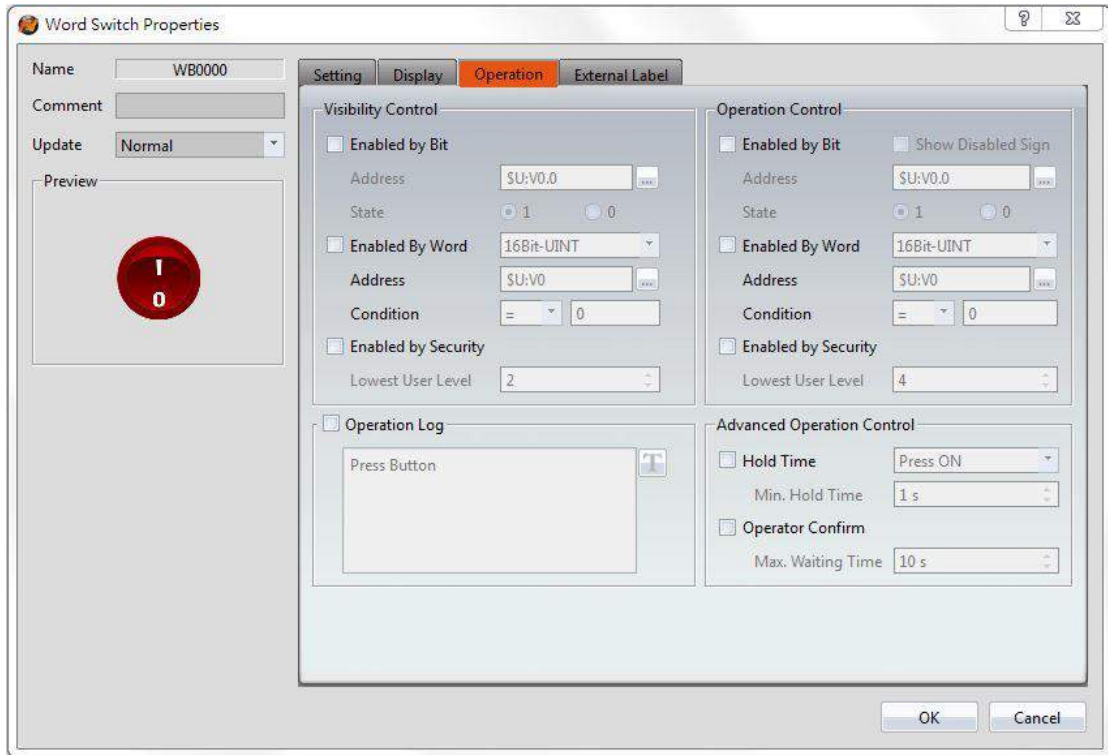 Word Switch Properties
Name WB0000
Comment
Update Normal
Preview
I
0
Setting Display Operation External Label
Visibility Control
Enabled by Bit
Address $U:V0.0 ...
State 1 0
Enabled By Word 16Bit-UINT
Address $U:V0 ...
Condition = 0
Enabled by Security
Lowest User Level 2
Operation Control
Enabled by Bit Show Disabled Sign
Address $U:V0.0 ...
State 1 0
Enabled By Word 16Bit-UINT
Address $U:V0 ...
Condition = 0
Enabled by Security
Lowest User Level 4
Operation Log
Press Button T
Advanced Operation Control
Hold Time Press ON
Min. Hold Time 1 s
Operator Confirm
Max. Waiting Time 10 s
OK Cancel